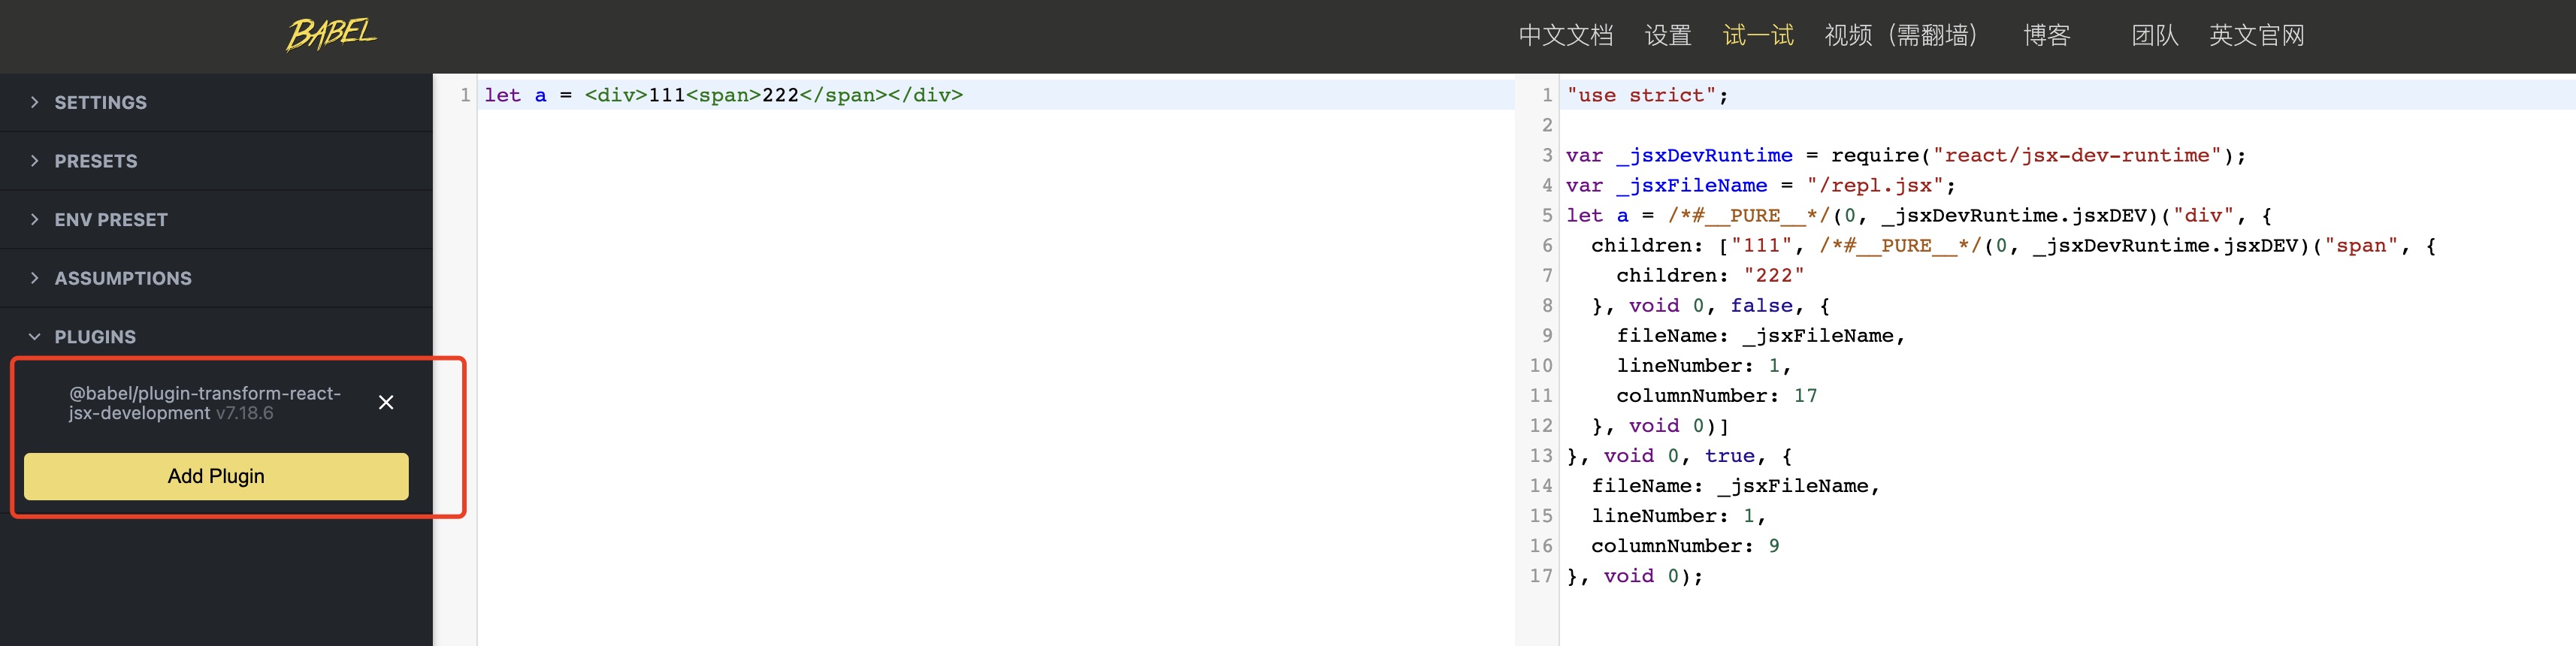 BABEL
中文文档 设置 试一试 视频（需翻墙） 博客 团队 英文官网
SETTINGS
PRESETS
ENV PRESET
ASSUMPTIONS
PLUGINS
@babel/plugin-transform-react-
jsx-development v7.18.6
Add Plugin
1 let a = <div>111<span>222</span></div>
1 "use strict";
2
3 var _jsxDevRuntime = require("react/jsx-dev-runtime");
4 var _jsxFileName = "/repl.jsx";
5 let a = /*#__PURE__*/(0, _jsxDevRuntime.jsxDEV)("div", {
6   children: ["111", /*#__PURE__*/(0, _jsxDevRuntime.jsxDEV)("span", {
7     children: "222"
8   }, void 0, false, {
9     fileName: _jsxFileName,
10     lineNumber: 1,
11     columnNumber: 17
12   }, void 0)]
13 }, void 0, true, {
14   fileName: _jsxFileName,
15   lineNumber: 1,
16   columnNumber: 9
17 }, void 0);